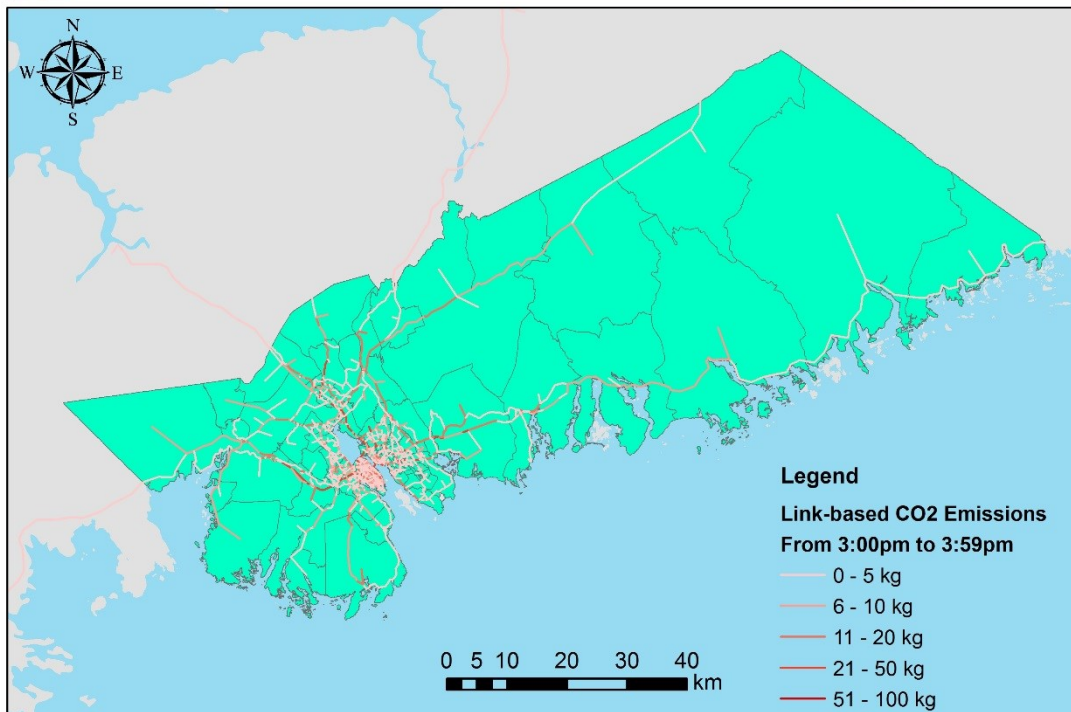 N
W E
S
Legend
Link-based CO2 Emissions
From 3:00pm to 3:59pm
0 - 5 kg
6 - 10 kg
11 - 20 kg
21 - 50 kg
51 - 100 kg
0 5 10 20 30 40
km